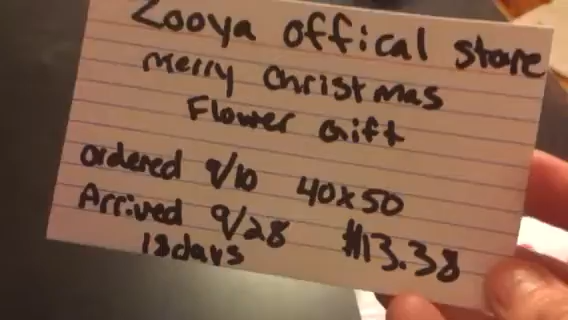 Zooya offical store
merry Christmas
Flower Gift
ordered 9/10 40x50
Arrived 9/28 $13.38
18days